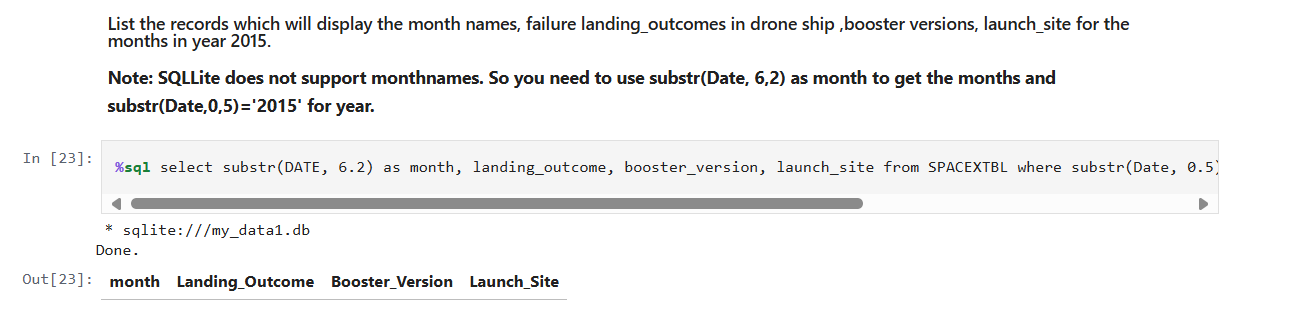 List the records which will display the month names, failure landing_outcomes in drone ship ,booster versions, launch_site for the
months in year 2015.
Note: SQLLite does not support monthnames. So you need to use substr(Date, 6,2) as month to get the months and
substr(Date,0,5)='2015' for year.
In [23]: %sql select substr(DATE, 6.2) as month, landing_outcome, booster_version, launch_site from SPACEXTBL where substr(Date, 0.5)
* sqlite:///my_data1.db
Done.
Out[23]: month Landing_Outcome Booster_Version Launch_Site